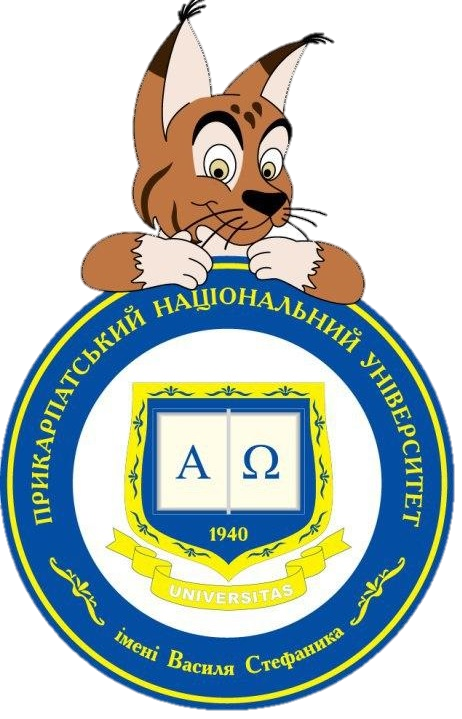 ПРИКАРПАТСЬКИЙ НАЦІОНАЛЬНИЙ УНІВЕРСИТЕТ
Α Ω
1940
UNIVERSITAS
імені Василя Стефаника